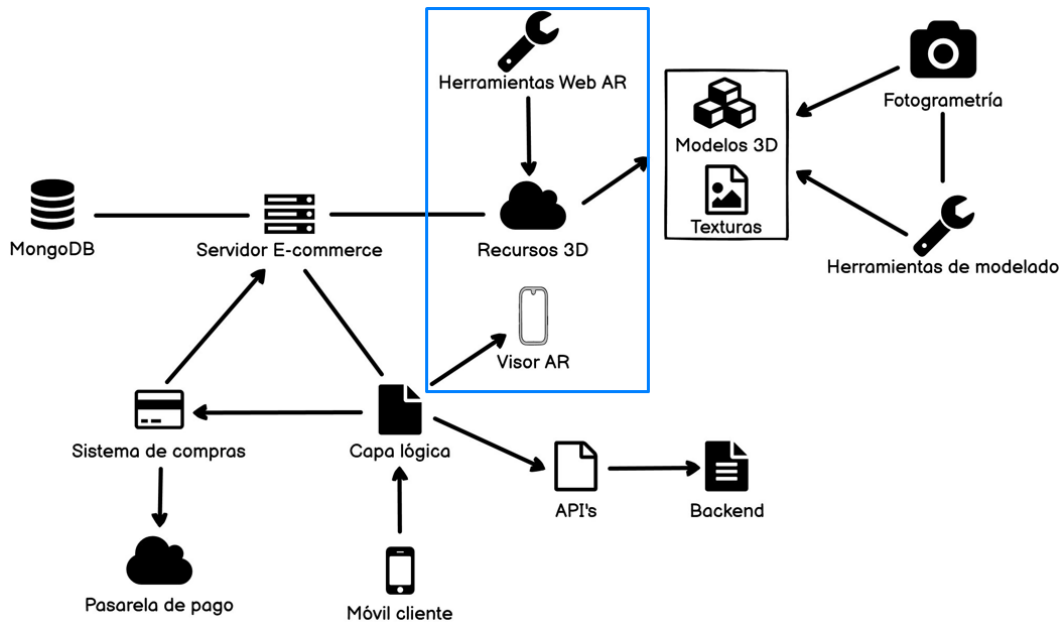 Herramientas Web AR
Fotogrametría
Modelos 3D
Texturas
MongoDB
Servidor E-commerce
Recursos 3D
Herramientas de modelado
Visor AR
Sistema de compras
Capa lógica
API's
Backend
Pasarela de pago
Móvil cliente